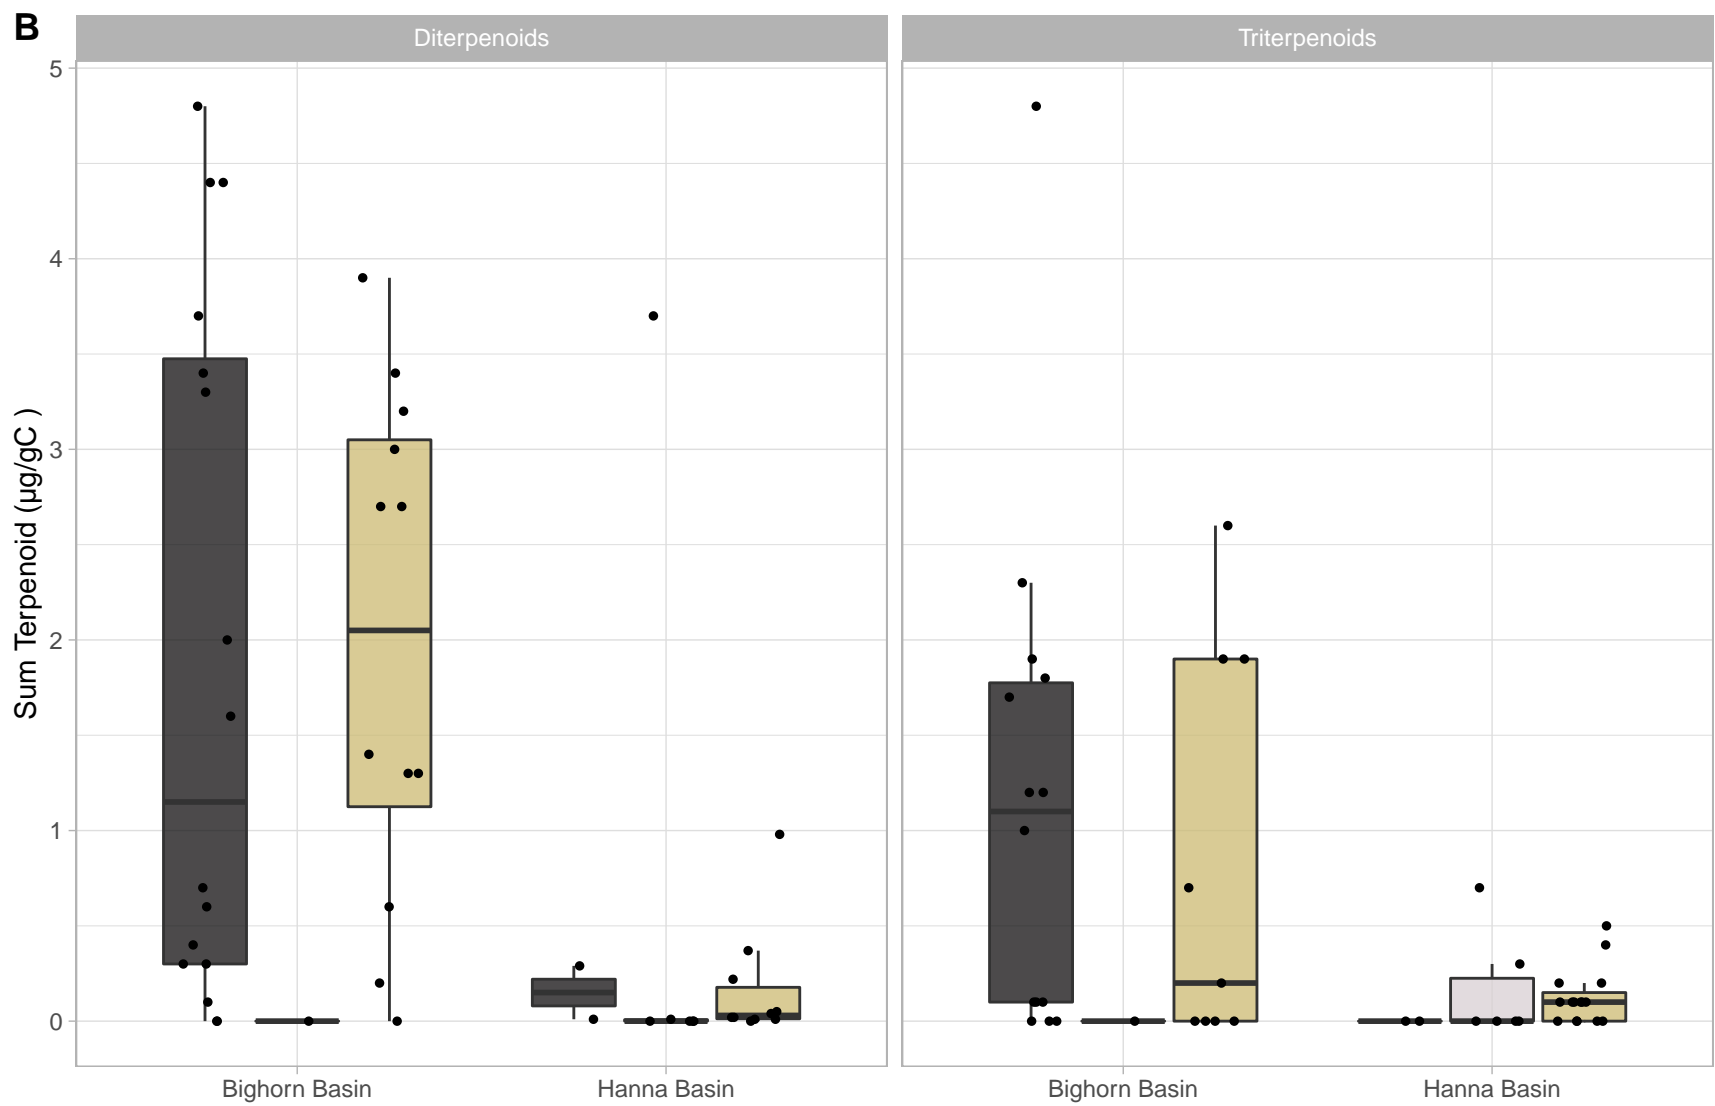 B
Diterpenoids
Triterpenoids
Sum Terpenoid (µg/gC )
5
4
3
2
1
0
Bighorn Basin
Hanna Basin
Bighorn Basin
Hanna Basin